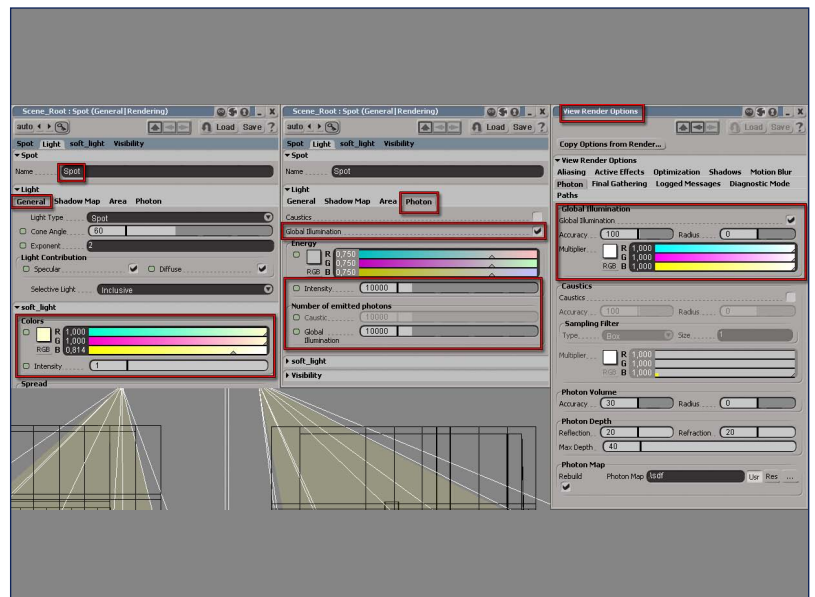 Scene_Root : Spot (General|Rendering)
auto
Load Save ?
Spot Light soft_light Visibility
Spot
Name Spot
Light
General Shadow Map Area Photon
Light Type Spot
Cone Angle 60
Exponent 2
Light Contribution
Specular Diffuse
Selective Light Inclusive
soft_light
Colors
R 1,000
G 1,000
RGB B 0,814
Intensity 1
Spread
Scene_Root : Spot (General|Rendering)
auto
Load Save ?
Spot Light soft_light Visibility
Spot
Name Spot
Light
General Shadow Map Area Photon
Caustics
Global Illumination
Energy
R 0,750
G 0,750
RGB B 0,750
Intensity 10000
Number of emitted photons
Caustic 10000
Global Illumination 10000
soft_light
Visibility
View Render Options
Load Save ?
Copy Options from Render...
View Render Options
Aliasing Active Effects Optimization Shadows Motion Blur
Photon Final Gathering Logged Messages Diagnostic Mode
Paths
Global Illumination
Global Illumination
Accuracy 100 Radius 0
Multiplier R 1,000
G 1,000
RGB B 1,000
Caustics
Caustics
Accuracy 100 Radius 0
Sampling Filter
Type Box Size 1
Multiplier R 1,000
G 1,000
RGB B 1,000
Photon Volume
Accuracy 30 Radius 0
Photon Depth
Reflection 20 Refraction 20
Max Depth 40
Photon Map
Rebuild Photon Map \sdf Usr Res ...